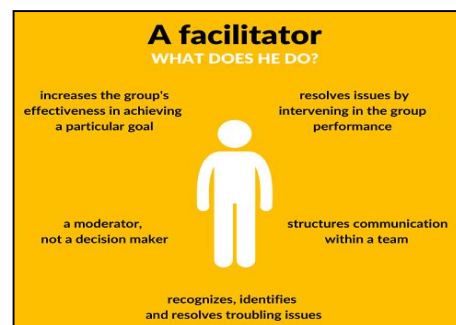 A facilitator
WHAT DOES HE DO?
increases the group's
effectiveness in achieving
a particular goal
resolves issues by
intervening in the group
performance
a moderator,
not a decision maker
structures communication
within a team
recognizes, identifies
and resolves troubling issues